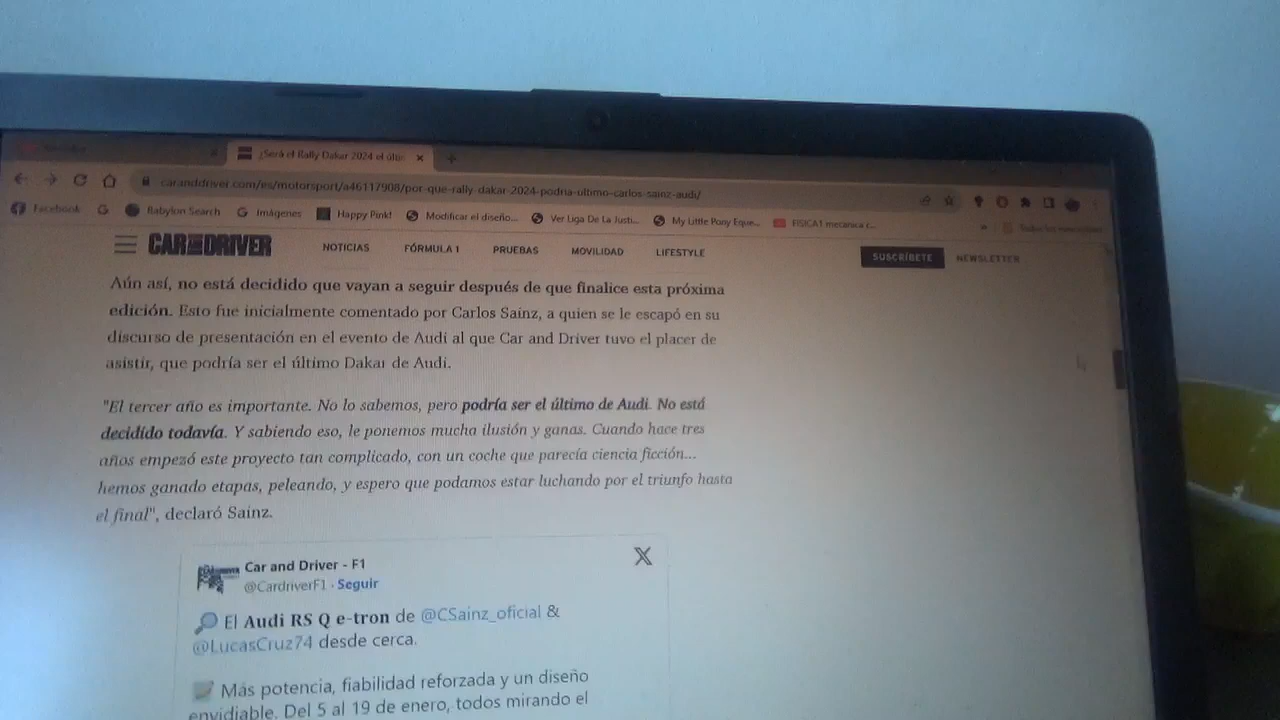 ¿Será el Rally Dakar 2024 el últi
caranddriver.com/es/motorsport/a46117908/por-que-rally-dakar-2024-podria-ultimo-carlos-sainz-audi/
Facebook Babylon Search Imágenes Happy Pink! Modificar el diseño... Ver Liga De La Justi... My Little Pony Eque... FISICA1 mecanica
CAR AND DRIVER NOTICIAS FÓRMULA 1 PRUEBAS MOVILIDAD LIFESTYLE SUSCRÍBETE NEWSLETTER
Aún así, no está decidido que vayan a seguir después de que finalice esta próxima
edición. Esto fue inicialmente comentado por Carlos Sainz, a quien se le escapó en su
discurso de presentación en el evento de Audi al que Car and Driver tuvo el placer de
asistir, que podría ser el último Dakar de Audi.
"El tercer año es importante. No lo sabemos, pero podría ser el último de Audi. No está
decidido todavía. Y sabiendo eso, le ponemos mucha ilusión y ganas. Cuando hace tres
años empezó este proyecto tan complicado, con un coche que parecía ciencia ficción...
hemos ganado etapas, peleando, y espero que podamos estar luchando por el triunfo hasta
el final", declaró Sainz.
Car and Driver - F1
@CardriverF1 · Seguir
El Audi RS Q e-tron de @CSainz_oficial &
@LucasCruz74 desde cerca.
Más potencia, fiabilidad reforzada y un diseño
envidiable. Del 5 al 19 de enero, todos mirando el